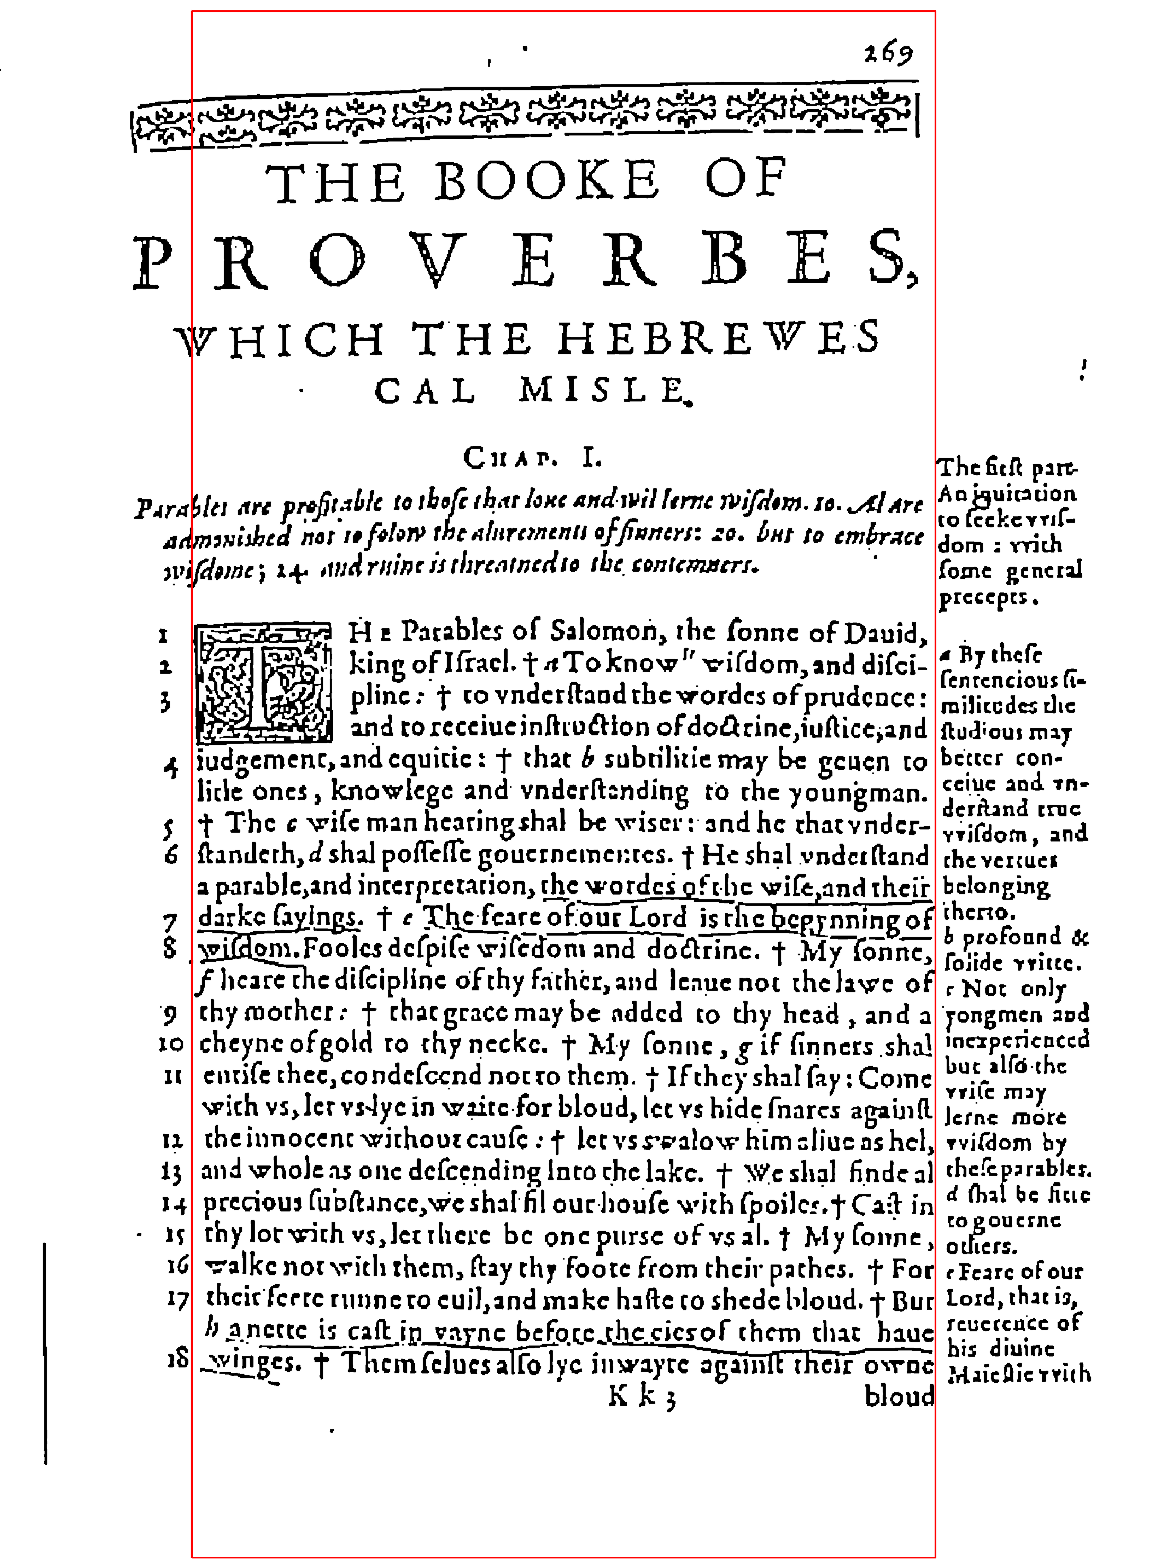 269
THE BOOKE OF
PROVERBES,
WHICH THE HEBREWES
CAL MISLE.
CHAP. I.
Parables are profitable to those that loue and wil lerne wisdom. 10. Al are
admonished not to folow the alurements of sinners: 20. but to embrace
wisdome; 24. and ruine is threatned to the contemners.
1 THE Parables of Salomon, the sonne of Dauid,
2 king of Israel. † a To know " wisdom, and disci-
3 pline: † to vnderstand the wordes of prudence:
and to receiue instruction of doctrine, iustice, and
4 iudgement, and equitie: † that b subtilitie may be geuen to
litle ones, knowlege and vnderstanding to the youngman.
5 † The c wise man hearing shal be wiser: and he that vnder-
6 standeth, d shal possesse gouernementes. † He shal vnderstand
a parable, and interpretation, the wordes of the wise, and their
7 darke sayings. † e The feare of our Lord is the begynning of
8 wisdom. Fooles despise wisedom and doctrine. † My sonne,
f heare the discipline of thy father, and leaue not the lawe of
9 thy mother: † that grace may be added to thy head, and a
10 cheyne of gold to thy necke. † My sonne, g if sinners shal
11 entise thee, condescend not to them. † If they shal say: Come
with vs, let vs lye in waite for bloud, let vs hide snares against
12 the innocent without cause: † let vs swalow him aliue as hel,
13 and whole as one descending into the lake. † We shal finde al
14 precious substance, we shal fil our house with spoiles. † Cast in
15 thy lot with vs, let there be one purse of vs al. † My sonne,
16 walke not with them, stay thy foote from their pathes. † For
17 their feete runne to euil, and make haste to shede bloud. † But
h a nette is cast in vayne before the eies of them that haue
18 winges. † Them selues also lye in wayte against their owne
K k 3 bloud
The first part.
An inuitation
to seeke wis-
dom: with
some general
precepts.
a By these
sentencious si-
militudes the
studious may
better con-
ceiue and vn-
derstand true
wisdom, and
the vertues
belonging
therto.
b profound &
solide witte.
c Not only
yongmen and
inexperienced
but also the
wise may
lerne more
wisdom by
these parables.
d shal be fitte
to gouerne
others.
e Feare of our
Lord, that is,
reuerence of
his diuine
Maiestie with